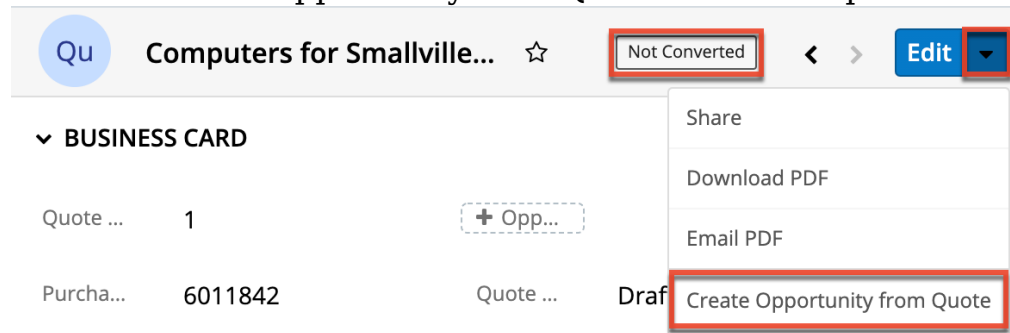 Qu
Computers for Smallville...
Not Converted
Edit
Share
BUSINESS CARD
Download PDF
Quote ...
1
Opp...
Email PDF
Purcha...
6011842
Quote ...
Draf
Create Opportunity from Quote